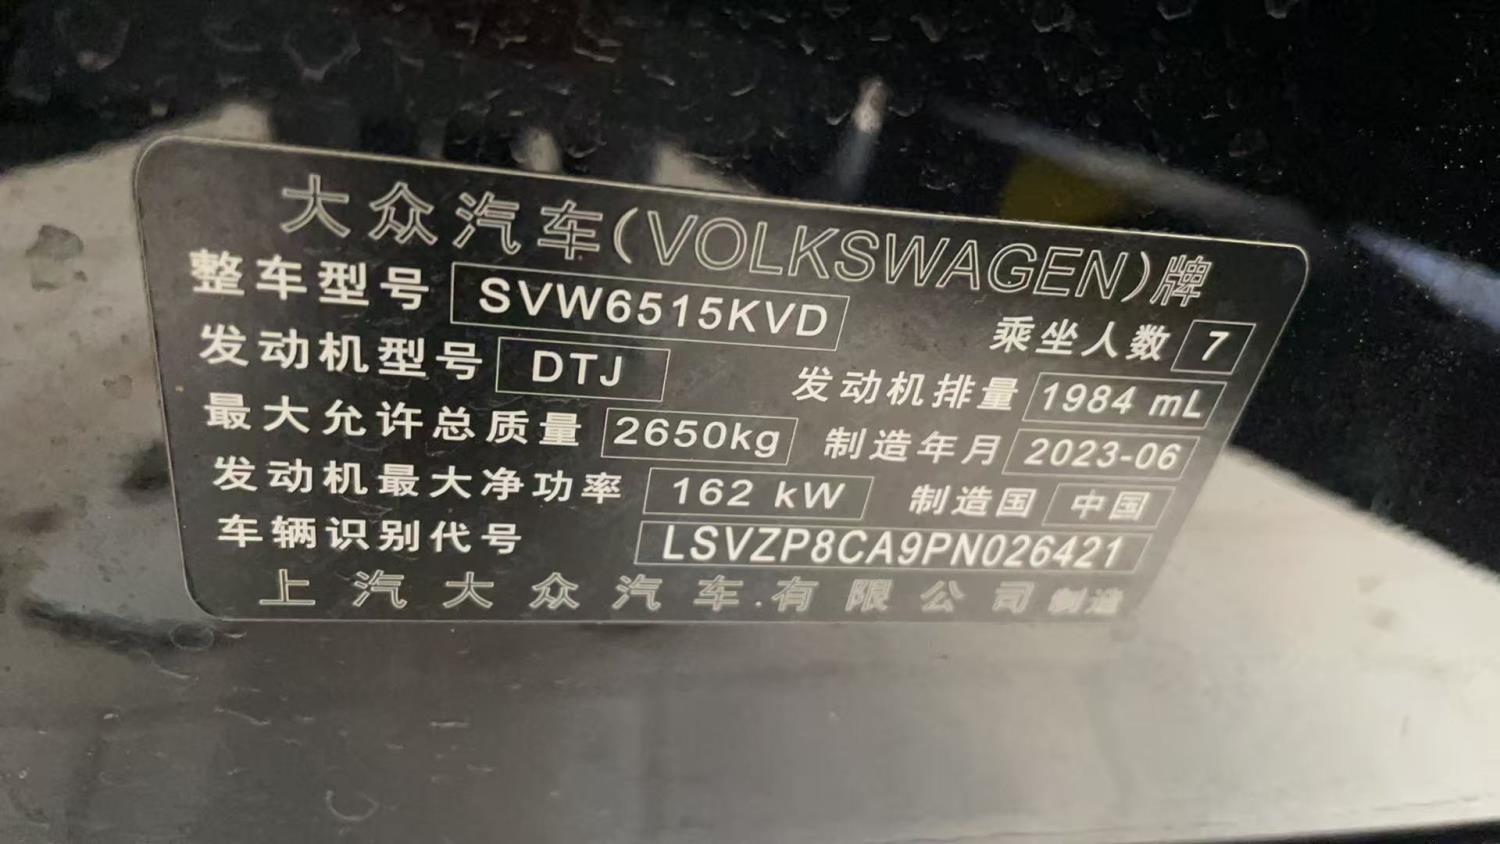 大众汽车(VOLKSWAGEN)牌
整车型号 SVW6515KVD 乘坐人数 7
发动机型号 DTJ 发动机排量 1984 mL
最大允许总质量 2650kg 制造年月 2023-06
发动机最大净功率 162 kW 制造国 中国
车辆识别代号 LSVZP8CA9PN026421
上汽大众汽车有限公司 制造